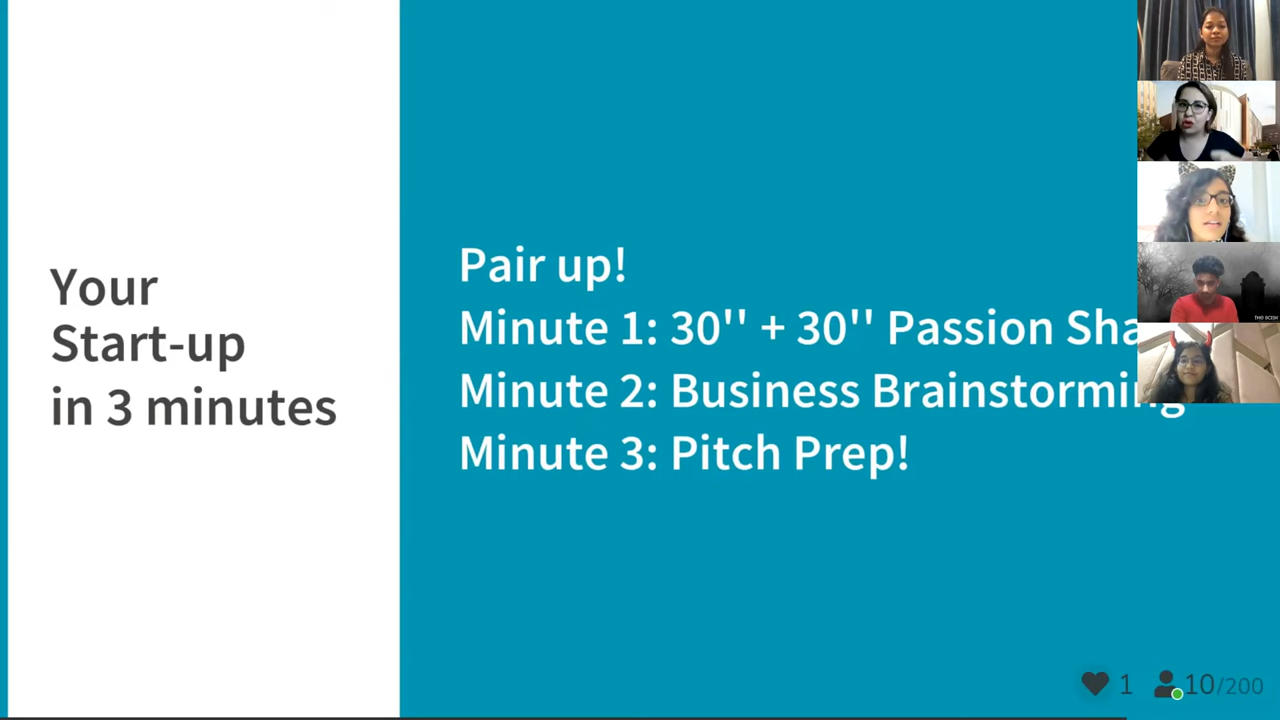 Your
Start-up
in 3 minutes
Pair up!
Minute 1: 30'' + 30'' Passion Sha
Minute 2: Business Brainstorming
Minute 3: Pitch Prep!
1
10/200